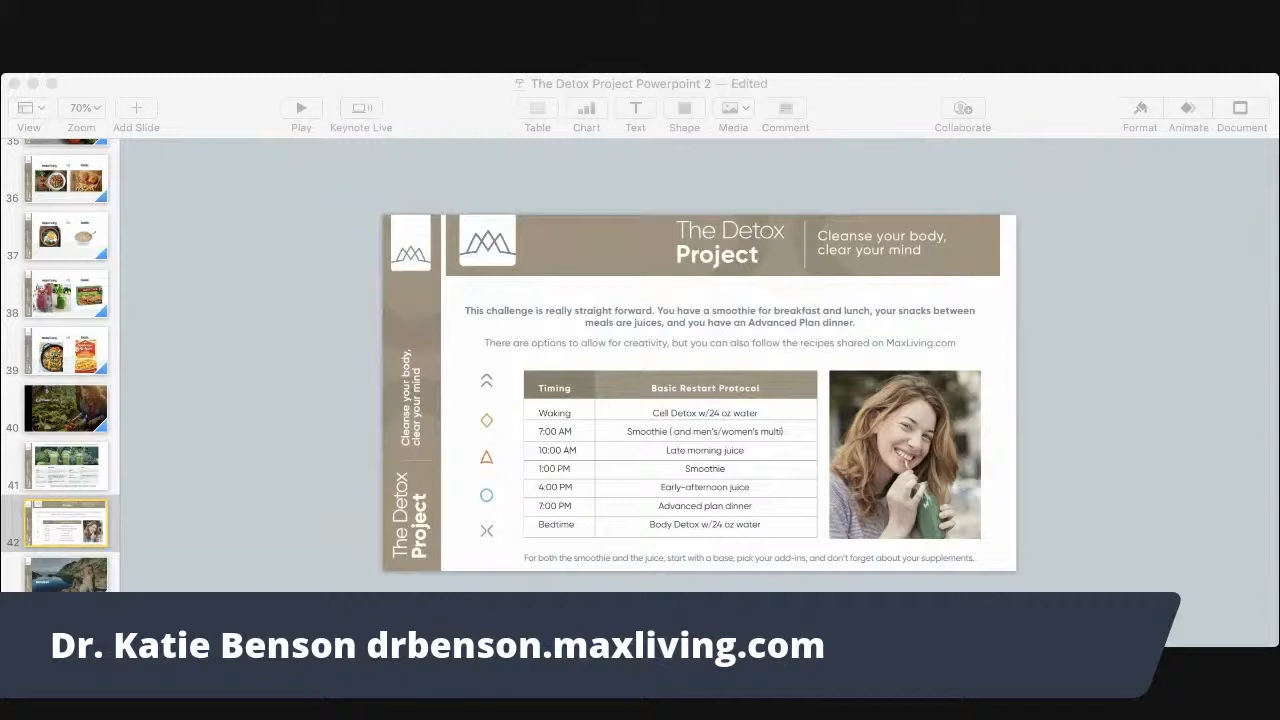 The Detox Project Powerpoint 2 — Edited
70%
View Zoom Add Slide Play Keynote Live Table Chart Text Shape Media Comment Collaborate Format Animate Document
35
36
37
38
39
40
41
42
The Detox
Project
Cleanse your body,
clear your mind
Cleanse your body,
clear your mind
The Detox
Project
This challenge is really straight forward. You have a smoothie for breakfast and lunch, your snacks between
meals are juices, and you have an Advanced Plan dinner.
There are options to allow for creativity, but you can also follow the recipes shared on MaxLiving.com
Timing Basic Restart Protocol
Waking Cell Detox w/24 oz water
7:00 AM Smoothie ( and men's/women's multi)
10:00 AM Late morning juice
1:00 PM Smoothie
4:00 PM Early-afternoon juice
7:00 PM Advanced plan dinner
Bedtime Body Detox w/24 oz water
For both the smoothie and the juice, start with a base, pick your add-ins, and don't forget about your supplements.
Dr. Katie Benson drbenson.maxliving.com